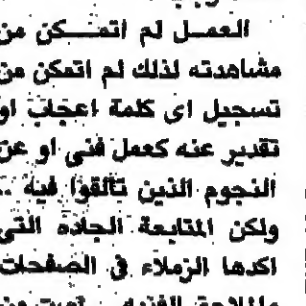 العمل لم اتمكن من
مشاهدته لذلك لم اتمكن من
تسجيل اى كلمة اعجاب او
تقدير عنه كعمل فنى او عن
النجوم الذين تألقوا فيه ..
ولكن المتابعة الجاده التى
اكدها الزملاء فى الصفحات